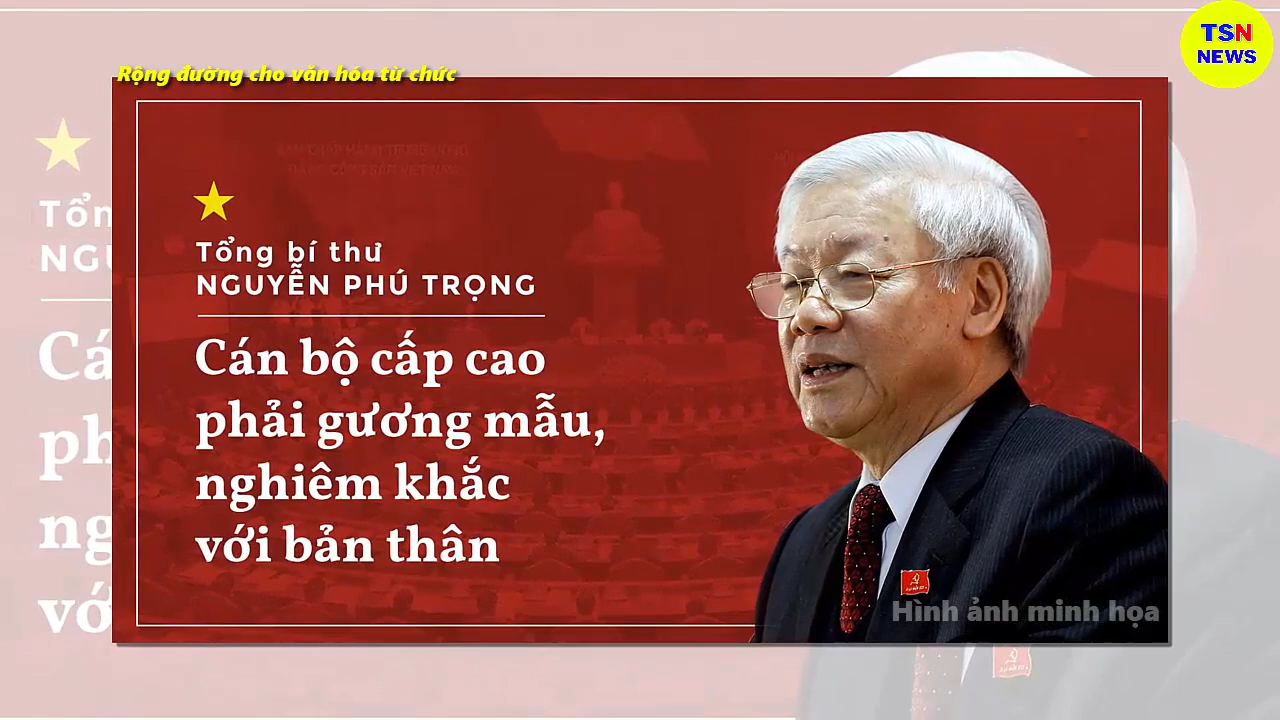 TSN
NEWS
Rộng đường cho văn hóa từ chức
Tổng bí thư
NGUYỄN PHÚ TRỌNG
Cán bộ cấp cao
phải gương mẫu,
nghiêm khắc
với bản thân
Hình ảnh minh họa